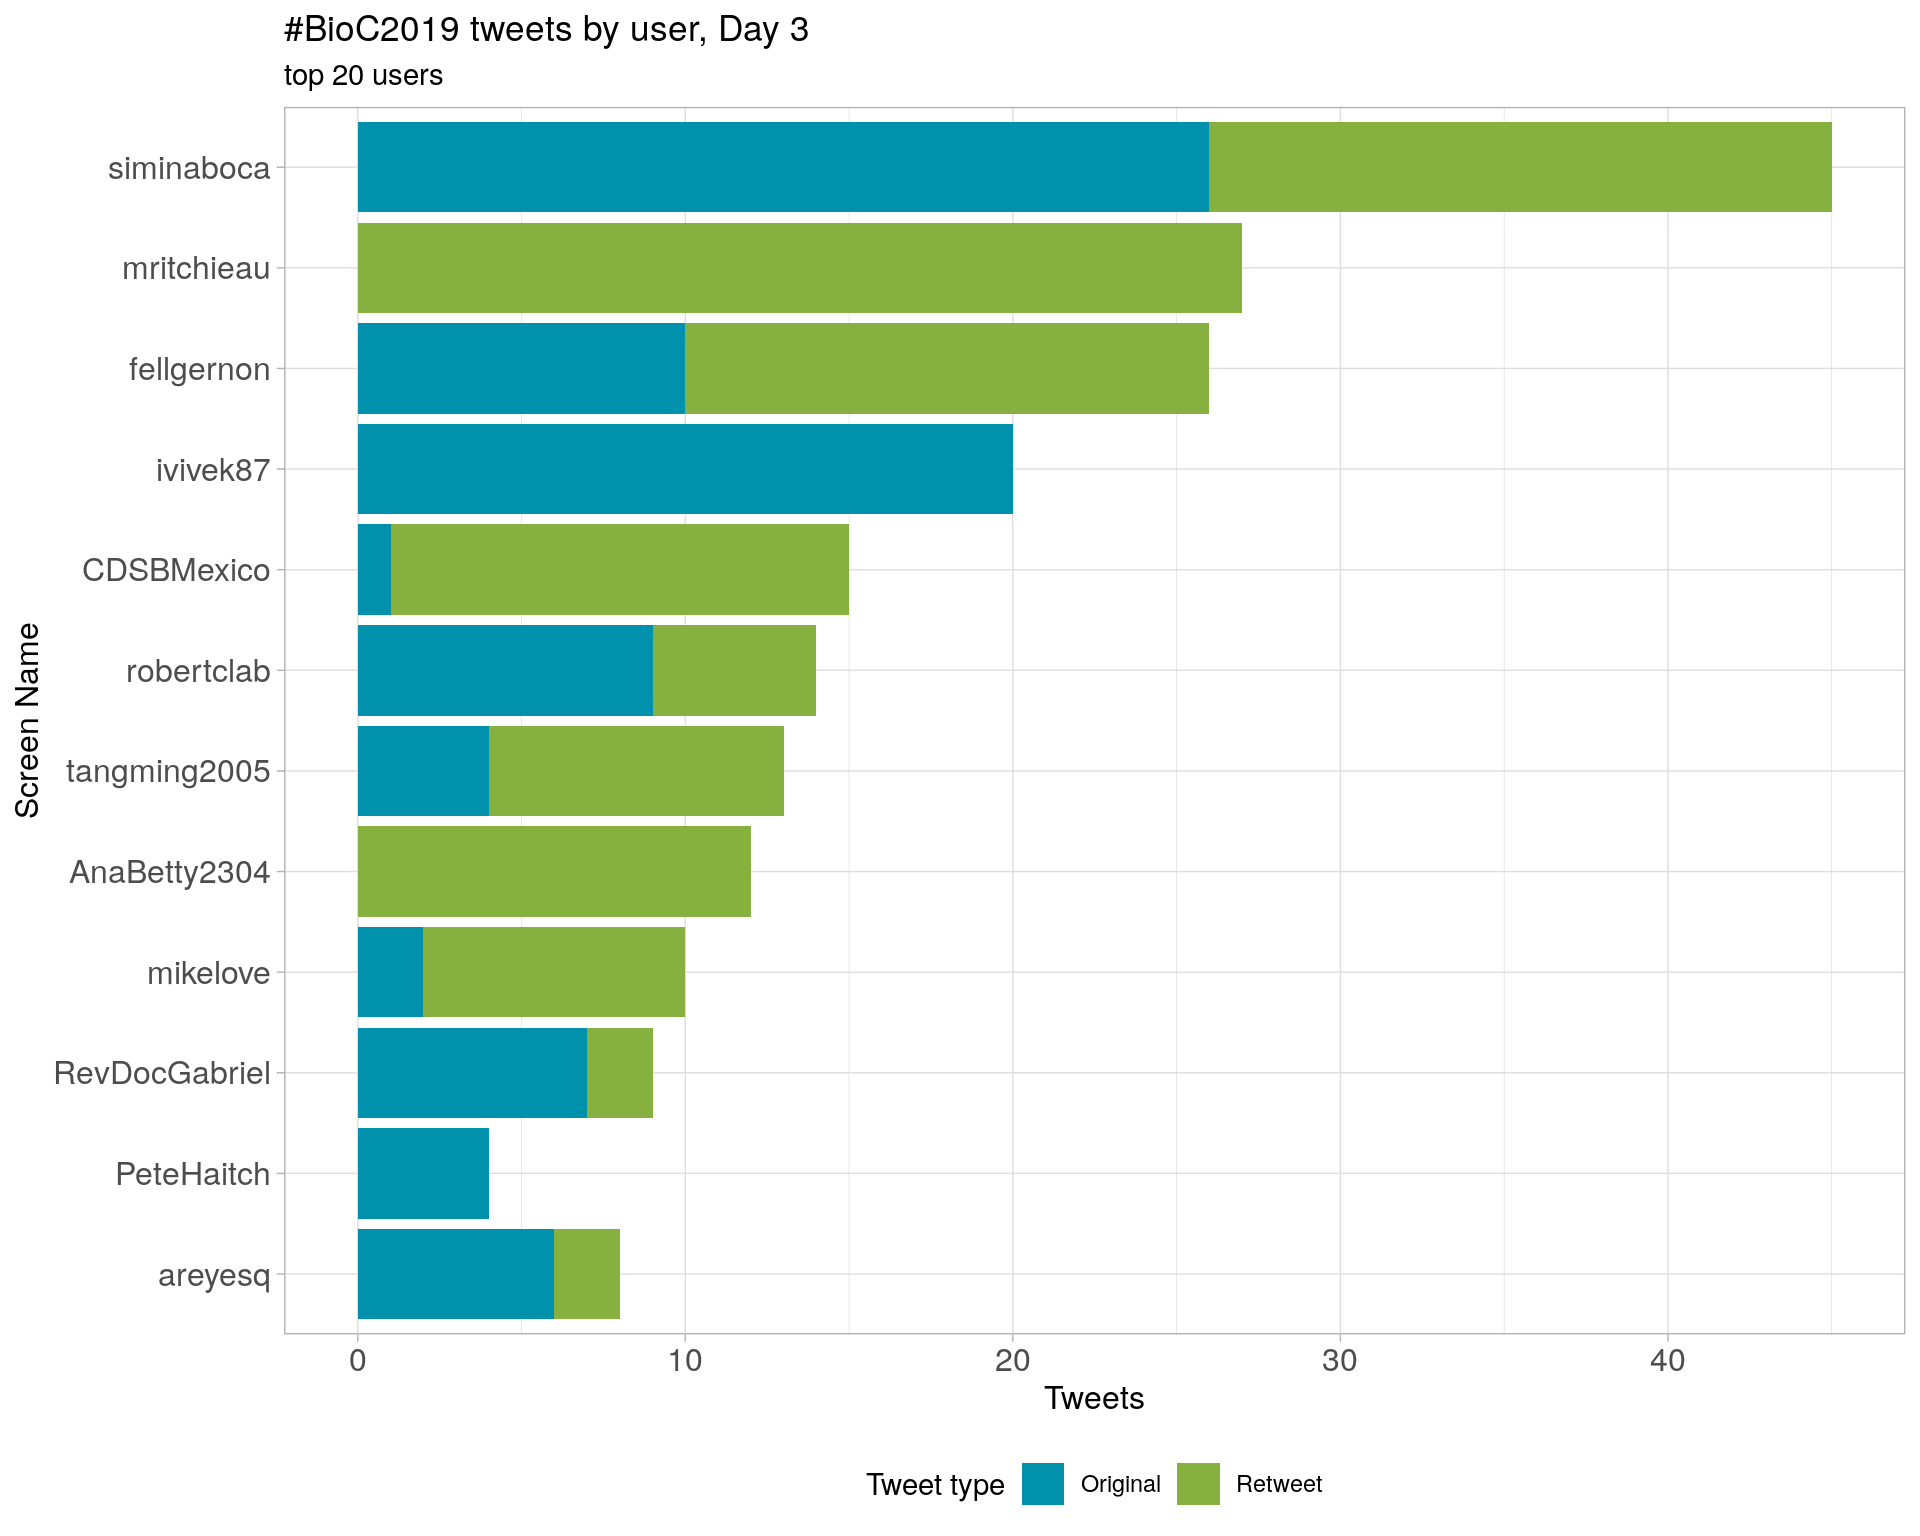 #BioC2019 tweets by user, Day 3
top 20 users
Screen Name
siminaboca
mritchieau
fellgernon
ivivek87
CDSBMexico
robertclab
tangming2005
AnaBetty2304
mikelove
RevDocGabriel
PeteHaitch
areyesq
0 10 20 30 40
Tweets
Tweet type Original Retweet